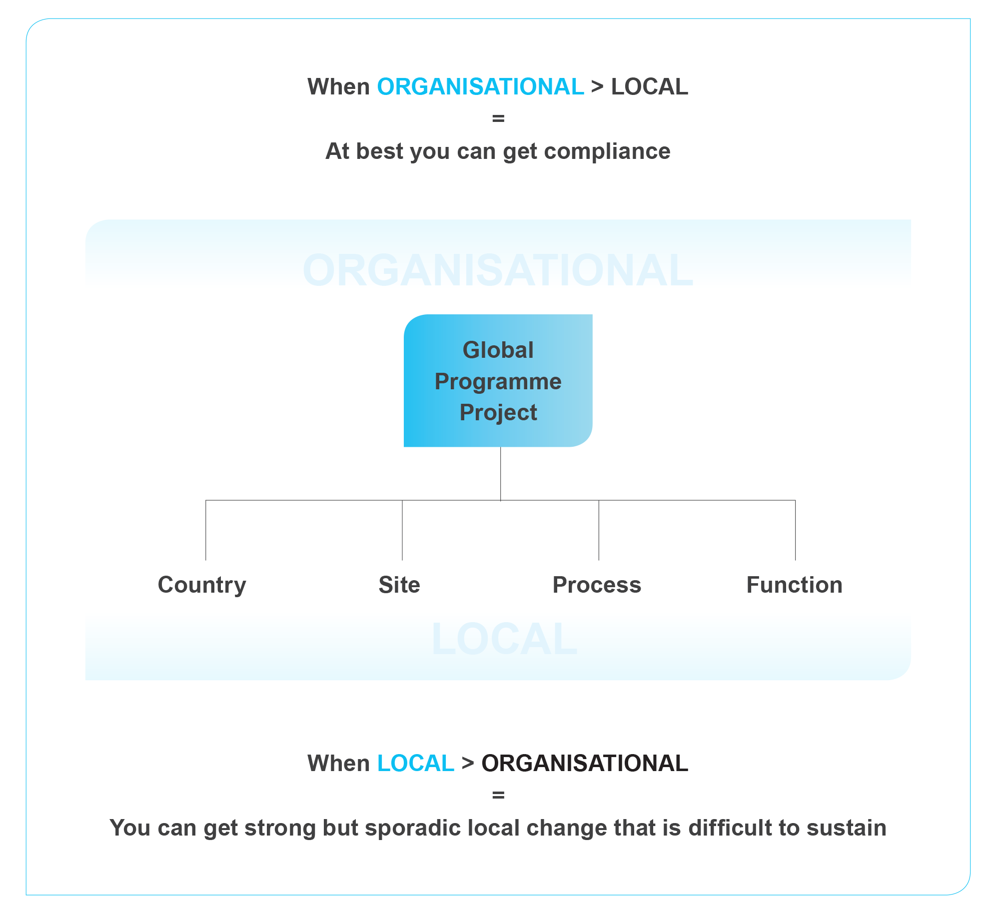 When ORGANISATIONAL > LOCAL
=
At best you can get compliance
ORGANISATIONAL
Global
Programme
Project
Country
Site
Process
Function
LOCAL
When LOCAL > ORGANISATIONAL
=
You can get strong but sporadic local change that is difficult to sustain